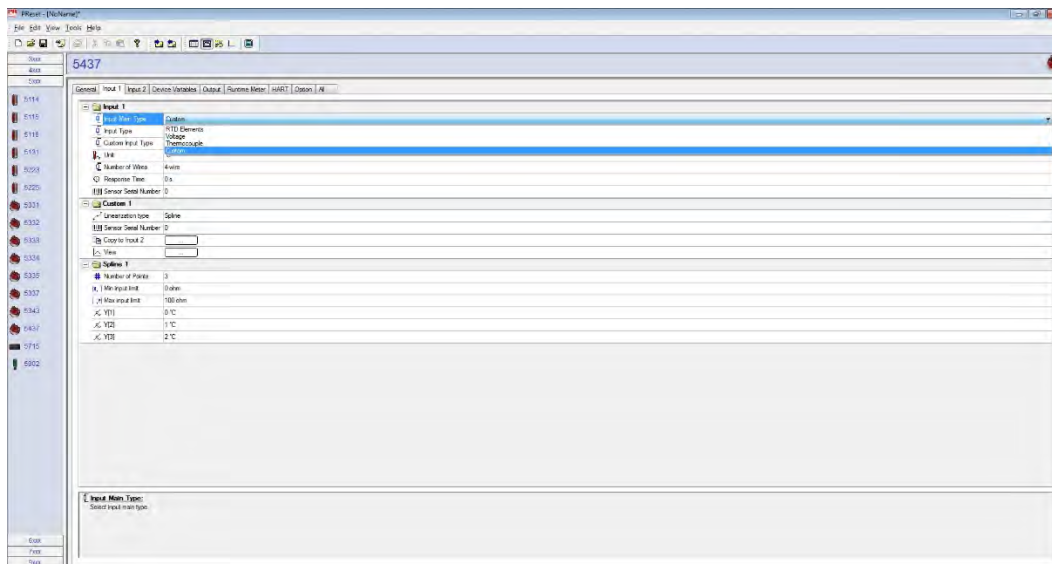 PReset - [NoName]*
File Edit View Tools Help
5437
General Input 1 Input 2 Device Variables Output Runtime Meter HART Option All
5114
5115
5116
5131
5223
5225
5331
5332
5333
5334
5335
5337
5343
5437
5715
5802
Input 1
Input Main Type Custom
Input Type RTD Elements
Voltage
Custom Input Type Thermocouple
Custom
Unit
Number of Wires 4-wire
Response Time 0 s.
Sensor Serial Number 0
Custom 1
Linearization type Spline
Sensor Serial Number 0
Copy to Input 2 ...
View ...
Spline 1
Number of Points 3
Min input limit 0 ohm
Max input limit 100 ohm
Y[1] 0 °C
Y[2] 1 °C
Y[3] 2 °C
Input Main Type:
Select input main type.